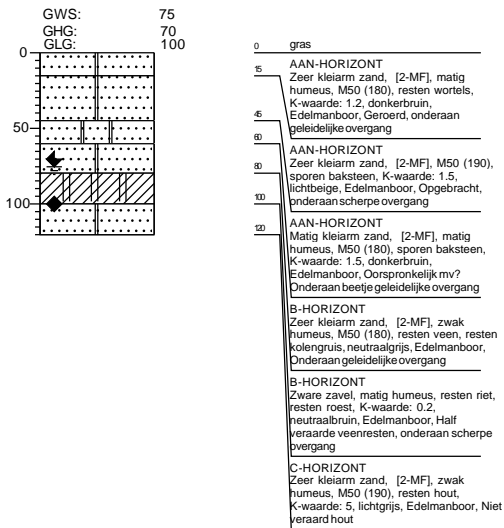 GWS: 75
GHG: 70
GLG: 100
0
50
100
0 gras
15
AAN-HORIZONT
Zeer kleiarm zand, [2-MF], matig
humeus, M50 (180), resten wortels,
K-waarde: 1.2, donkerbruin,
Edelmanboor, Geroerd, onderaan
geleidelijke overgang
45
AAN-HORIZONT
Zeer kleiarm zand, [2-MF], M50 (190),
sporen baksteen, K-waarde: 1.5,
lichtbeige, Edelmanboor, Opgebracht,
onderaan scherpe overgang
60
AAN-HORIZONT
Matig kleiarm zand, [2-MF], matig
humeus, M50 (180), sporen baksteen,
K-waarde: 1.5, donkerbruin,
Edelmanboor, Oorspronkelijk mv?
Onderaan beetje geleidelijke overgang
80
B-HORIZONT
Zeer kleiarm zand, [2-MF], zwak
humeus, M50 (180), resten veen, resten
kolengruis, neutraalgrijs, Edelmanboor,
Onderaan geleidelijke overgang
100
B-HORIZONT
Zware zavel, matig humeus, resten riet,
resten roest, K-waarde: 0.2,
neutraalbruin, Edelmanboor, Half
veraarde veenresten, onderaan scherpe
overgang
120
C-HORIZONT
Zeer kleiarm zand, [2-MF], zwak
humeus, M50 (190), resten hout,
K-waarde: 5, lichtgrijs, Edelmanboor, Niet
veraard hout